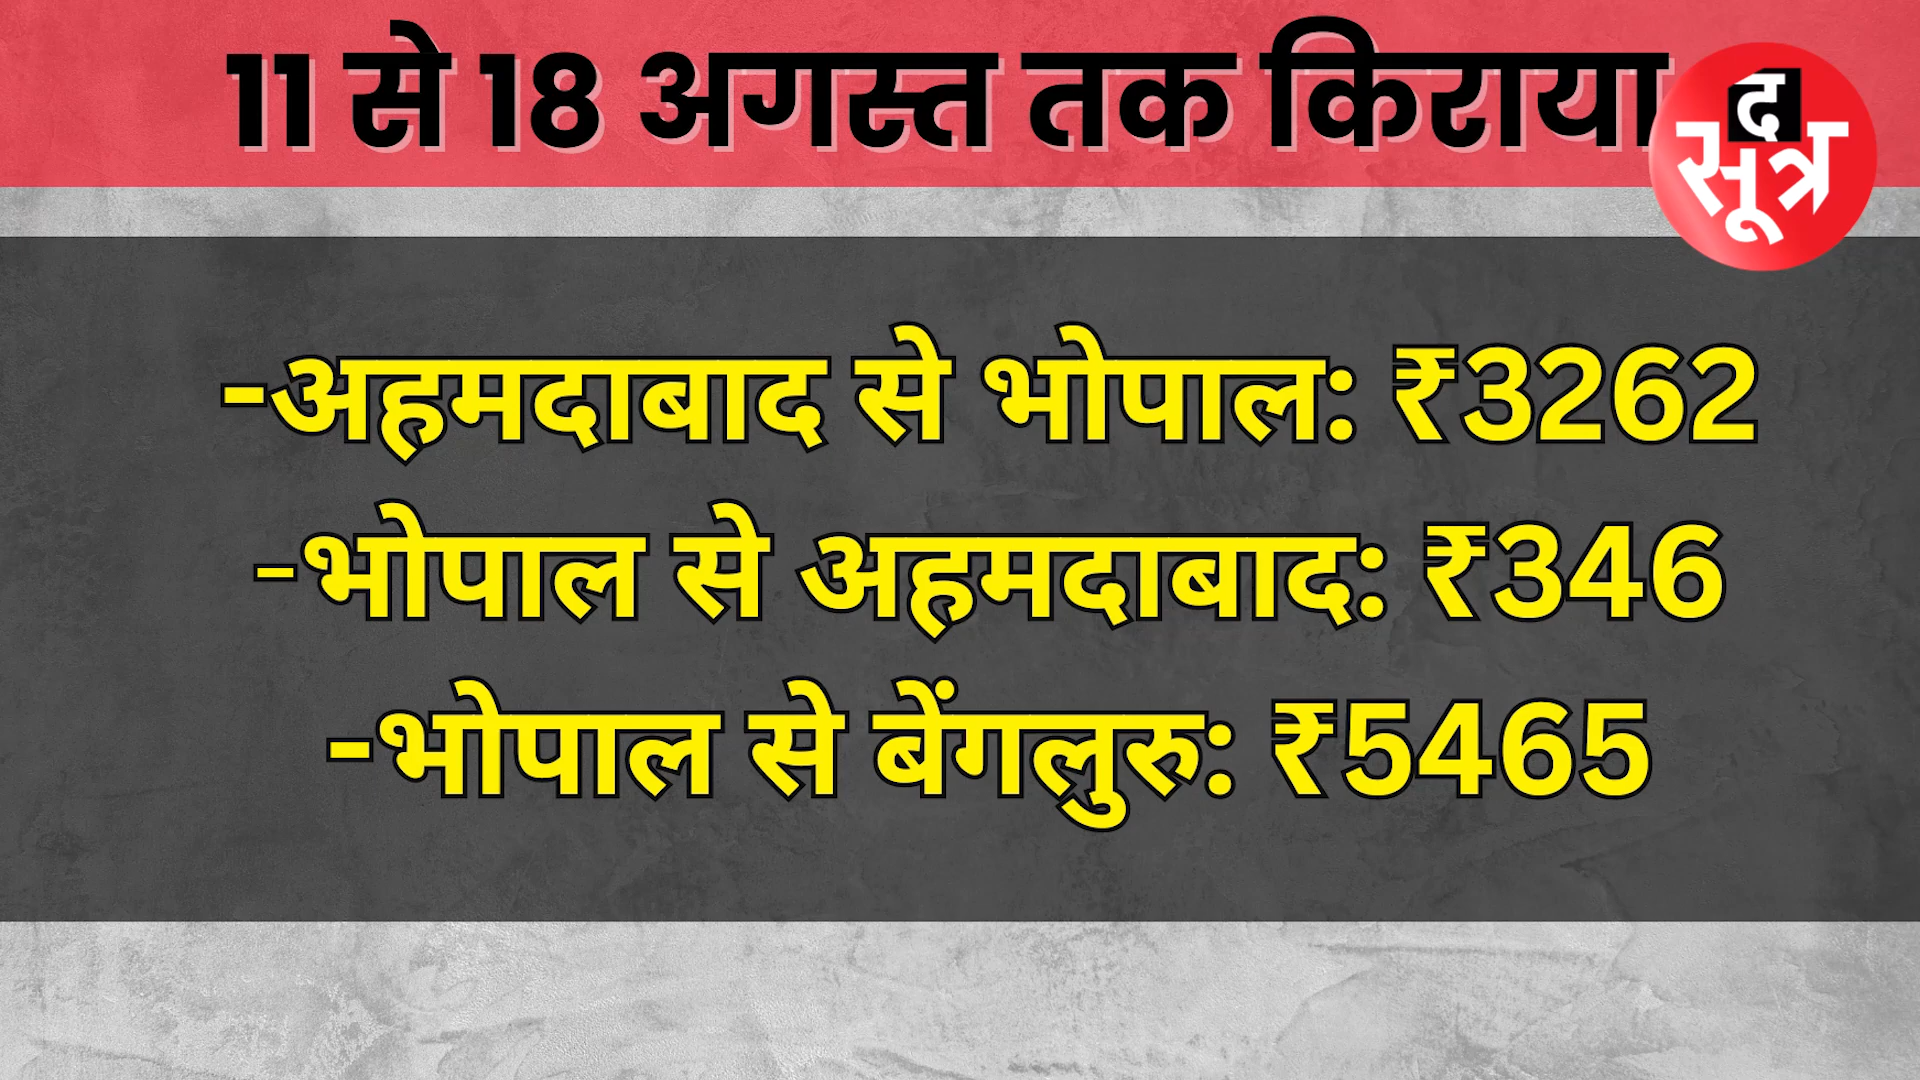 11 से 18 अगस्त तक किराया
द
सूत्र
-अहमदाबाद से भोपाल: ₹3262
-भोपाल से अहमदाबाद: ₹346
-भोपाल से बेंगलुरु: ₹5465